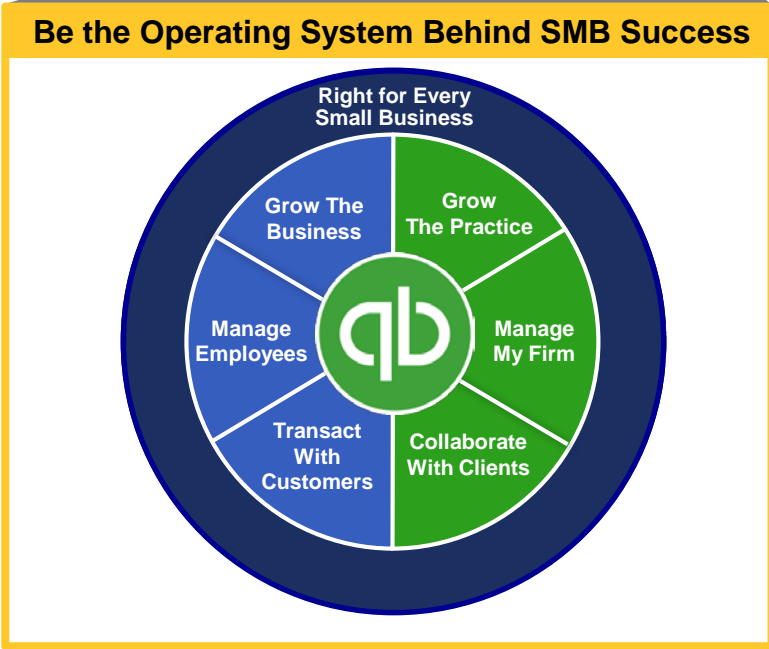 Be the Operating System Behind SMB Success
Right for Every
Small Business
Grow The
Business
Grow
The Practice
Manage
Employees
qb
Manage
My Firm
Transact
With
Customers
Collaborate
With Clients